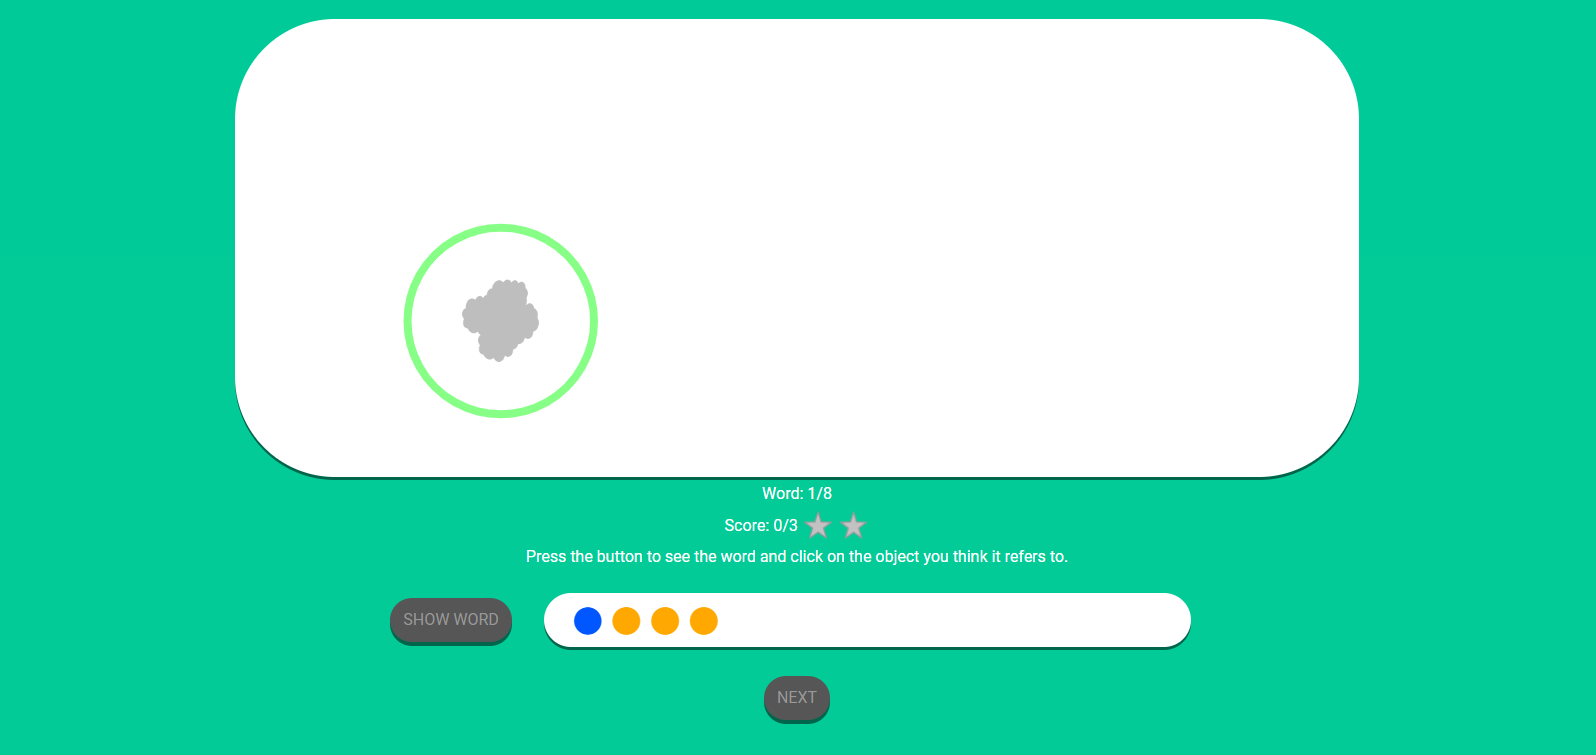 Word: 1/8
Score: 0/3
Press the button to see the word and click on the object you think it refers to.
SHOW WORD
NEXT